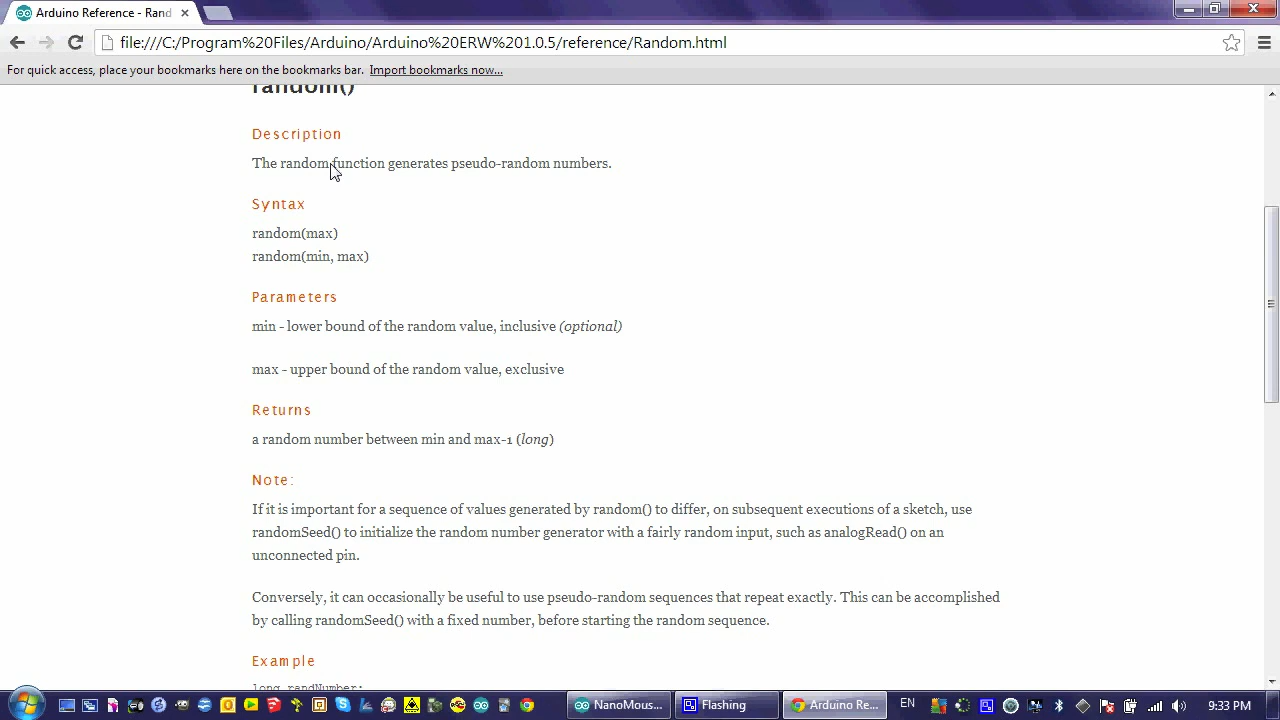 Arduino Reference - Rand
file:///C:/Program%20Files/Arduino/Arduino%20ERW%201.0.5/reference/Random.html
For quick access, place your bookmarks here on the bookmarks bar. Import bookmarks now...
random()
Description
The random function generates pseudo-random numbers.
Syntax
random(max)
random(min, max)
Parameters
min - lower bound of the random value, inclusive (optional)
max - upper bound of the random value, exclusive
Returns
a random number between min and max-1 (long)
Note:
If it is important for a sequence of values generated by random() to differ, on subsequent executions of a sketch, use
randomSeed() to initialize the random number generator with a fairly random input, such as analogRead() on an
unconnected pin.
Conversely, it can occasionally be useful to use pseudo-random sequences that repeat exactly. This can be accomplished
by calling randomSeed() with a fixed number, before starting the random sequence.
Example
long randNumber;
NanoMous... Flashing Arduino Re... EN 9:33 PM